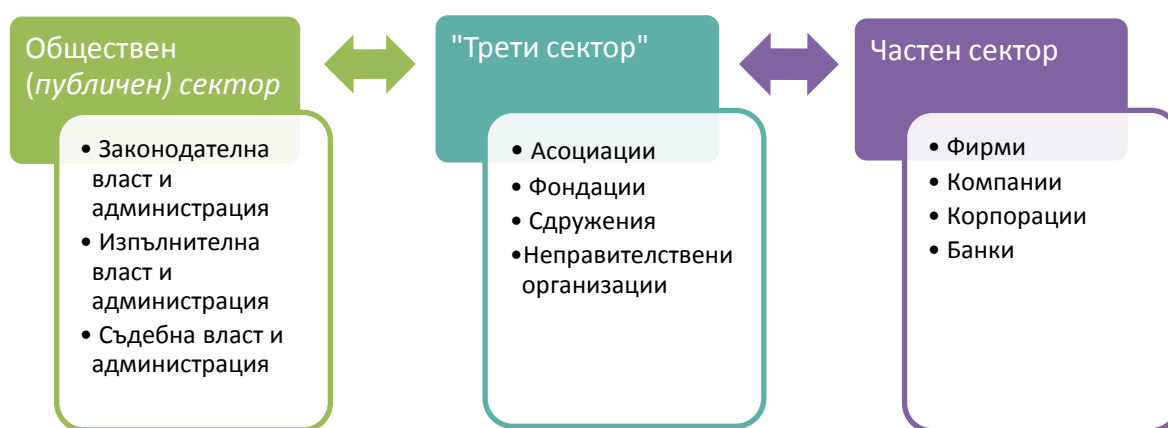 Обществен
(публичен) сектор
• Законодателна
власт и
администрация
• Изпълнителна
власт и
администрация
• Съдебна власт и
администрация
"Трети сектор"
• Асоциации
• Фондации
• Сдружения
•Неправителствени
организации
Частен сектор
• Фирми
• Компании
• Корпорации
• Банки